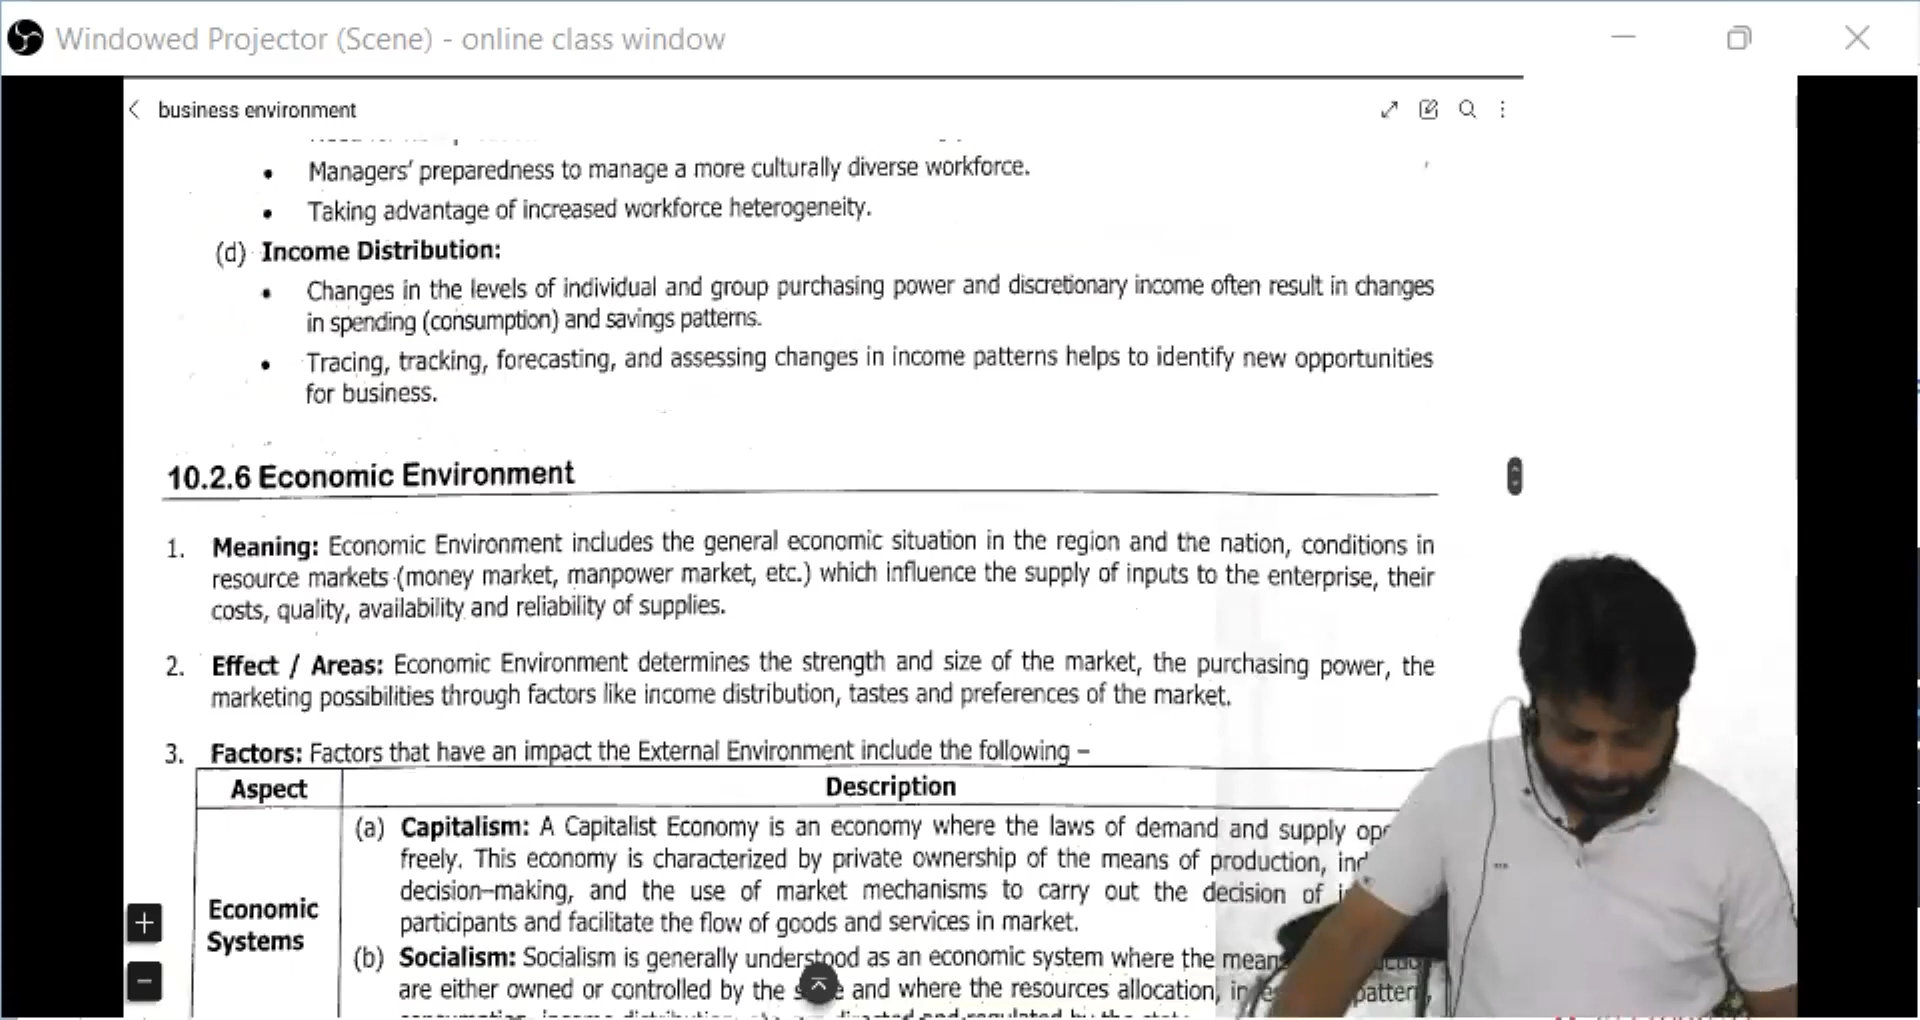 Windowed Projector (Scene) - online class window
business environment
• Managers' preparedness to manage a more culturally diverse workforce.
• Taking advantage of increased workforce heterogeneity.
(d) Income Distribution:
• Changes in the levels of individual and group purchasing power and discretionary income often result in changes
in spending (consumption) and savings patterns.
• Tracing, tracking, forecasting, and assessing changes in income patterns helps to identify new opportunities
for business.
10.2.6 Economic Environment
1. Meaning: Economic Environment includes the general economic situation in the region and the nation, conditions in
resource markets (money market, manpower market, etc.) which influence the supply of inputs to the enterprise, their
costs, quality, availability and reliability of supplies.
2. Effect / Areas: Economic Environment determines the strength and size of the market, the purchasing power, the
marketing possibilities through factors like income distribution, tastes and preferences of the market.
3. Factors: Factors that have an impact the External Environment include the following –
Aspect Description
Economic
Systems
(a) Capitalism: A Capitalist Economy is an economy where the laws of demand and supply
freely. This economy is characterized by private ownership of the means of production,
decision–making, and the use of market mechanisms to carry out the decision of
participants and facilitate the flow of goods and services in market.
(b) Socialism: Socialism is generally understood as an economic system where the
are either owned or controlled by the and where the resources allocation,